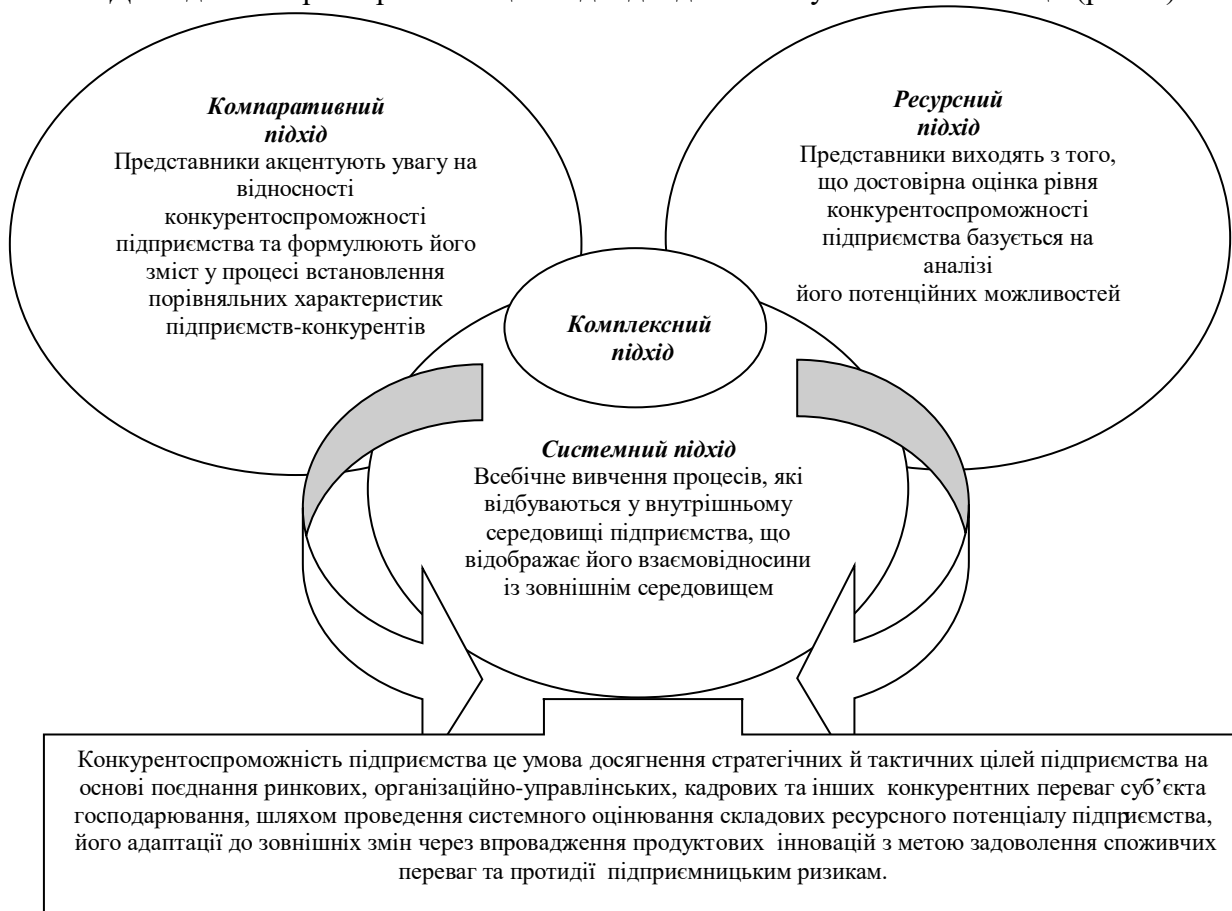 Компаративний
підхід
Представники акцентують увагу на
відносності
конкурентоспроможності
підприємства та формулюють його
зміст у процесі встановлення
порівняльних характеристик
підприємств-конкурентів
Ресурсний
підхід
Представники виходять з того,
що достовірна оцінка рівня
конкурентоспроможності
підприємства базується на
аналізі
його потенційних можливостей
Комплексний
підхід
Системний підхід
Всебічне вивчення процесів, які
відбуваються у внутрішньому
середовищі підприємства, що
відображає його взаємовідносини
із зовнішнім середовищем
Конкурентоспроможність підприємства це умова досягнення стратегічних й тактичних цілей підприємства на
основі поєднання ринкових, організаційно-управлінських, кадрових та інших конкурентних переваг суб’єкта
господарювання, шляхом проведення системного оцінювання складових ресурсного потенціалу підприємства,
його адаптації до зовнішніх змін через впровадження продуктових інновацій з метою задоволення споживчих
переваг та протидії підприємницьким ризикам.